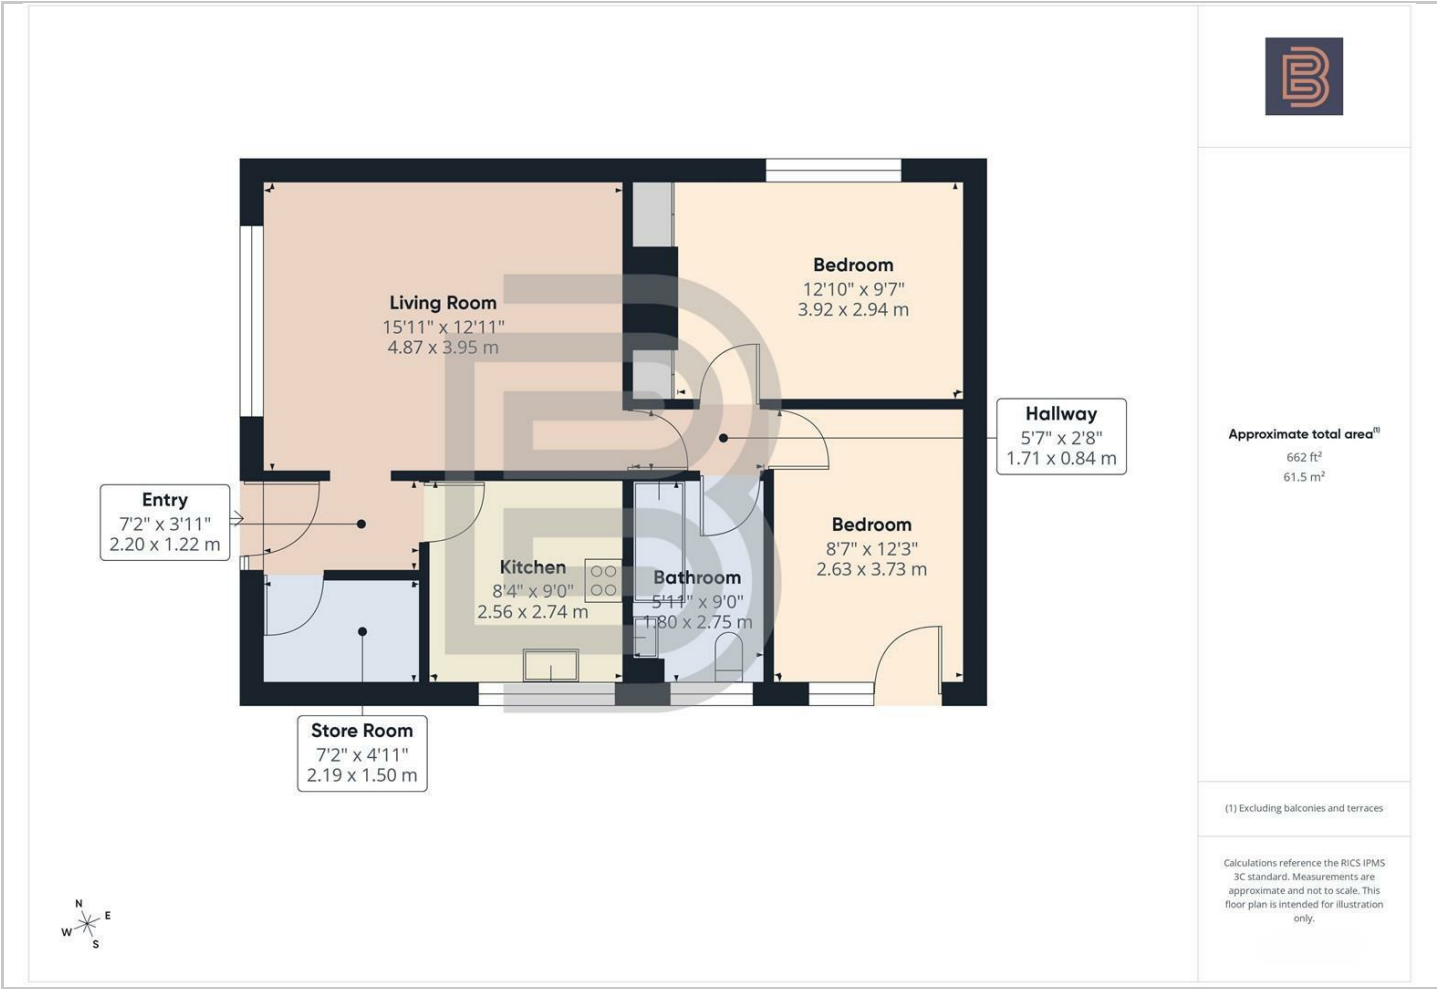 Living Room
15'11" x 12'11"
4.87 x 3.95 m
Bedroom
12'10" x 9'7"
3.92 x 2.94 m
Hallway
5'7" x 2'8"
1.71 x 0.84 m
Entry
7'2" x 3'11"
2.20 x 1.22 m
Kitchen
8'4" x 9'0"
2.56 x 2.74 m
Bathroom
5'11" x 9'0"
1.80 x 2.75 m
Bedroom
8'7" x 12'3"
2.63 x 3.73 m
Store Room
7'2" x 4'11"
2.19 x 1.50 m
N
E
W
S
B
Approximate total area(1)
662 ft²
61.5 m²
(1) Excluding balconies and terraces
Calculations reference the RICS IPMS
3C standard. Measurements are
approximate and not to scale. This
floor plan is intended for illustration
only.